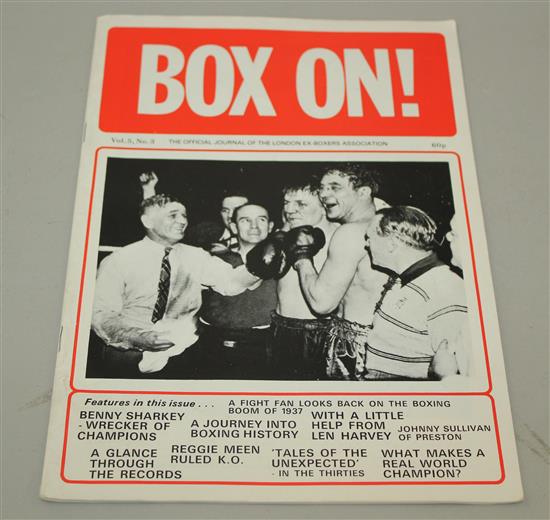 BOX ON!
Vol.5, No. 3 THE OFFICIAL JOURNAL OF THE LONDON EX-BOXERS ASSOCIATION 60p
Features in this issue . . . A FIGHT FAN LOOKS BACK ON THE BOXING
BOOM OF 1937
BENNY SHARKEY
- WRECKER OF
CHAMPIONS
A JOURNEY INTO
BOXING HISTORY
WITH A LITTLE
HELP FROM
LEN HARVEY
JOHNNY SULLIVAN
OF PRESTON
A GLANCE
THROUGH
THE RECORDS
REGGIE MEEN
RULED K.O.
'TALES OF THE
UNEXPECTED'
- IN THE THIRTIES
WHAT MAKES A
REAL WORLD
CHAMPION?